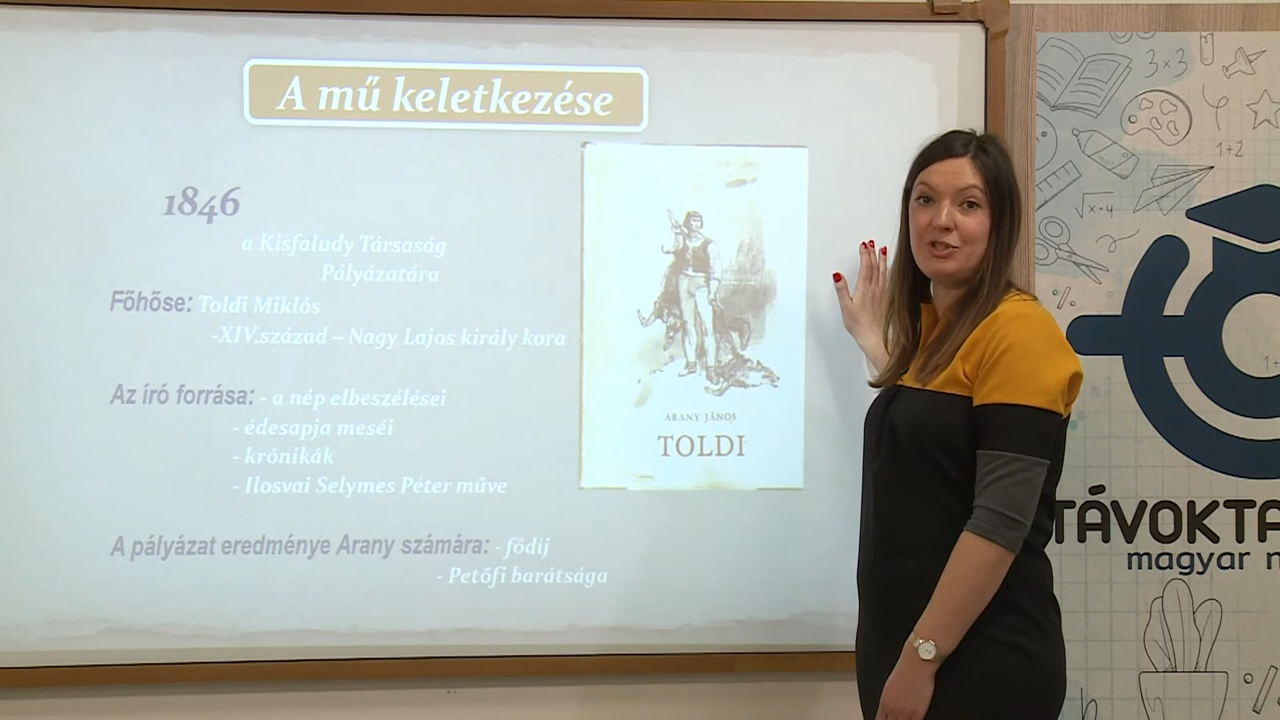 A mű keletkezése
1846
a Kisfaludy Társaság
Pályázatára
Főhőse: Toldi Miklós
-XIV.század – Nagy Lajos király kora
Az író forrása: - a nép elbeszélései
- édesapja meséi
- krónikák
- Ilosvai Selymes Péter műve
A pályázat eredménye Arany számára: - fődíj
- Petőfi barátsága
ARANY JÁNOS
TOLDI
3×3
1+2
√x+4
1+
TÁVOKTA
magyar n